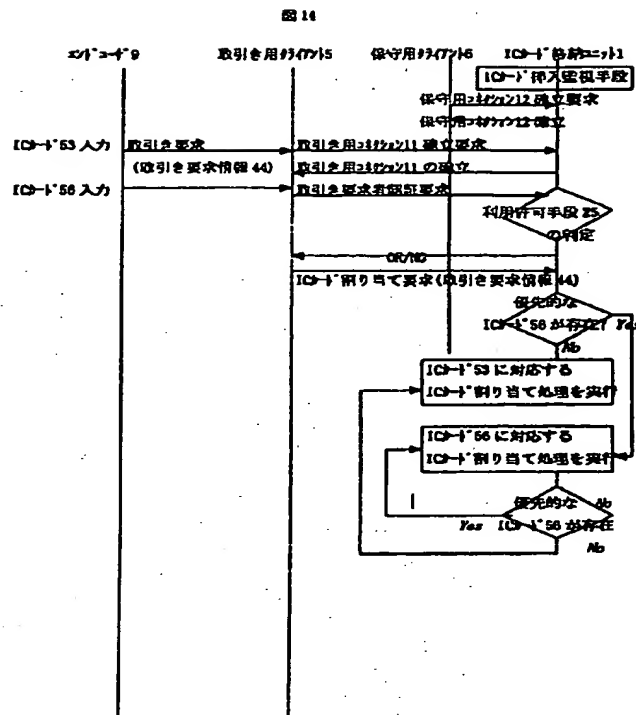 図14
エンドユーザ9 取引き用クライアント5 保守用クライアント6 ICカード格納ユニット1
ICカード挿入監視手段
保守用コネクション12 確立要求
保守用コネクション12 確立
ICカード53 入力 取引き要求 取引き用コネクション11 確立要求
(取引き要求情報44) 取引き用コネクション11 の確立
ICカード56 入力 取引き要求者認証要求
利用許可手段25
の判定
OK/NG
ICカード割り当て要求(取引き要求情報44)
優先的な
ICカード56 が存在? Yes
No
ICカード53 に対応する
ICカード割り当て処理を実行
ICカード56 に対応する
ICカード割り当て処理を実行
優先的な No
Yes ICカード56 が存在
No